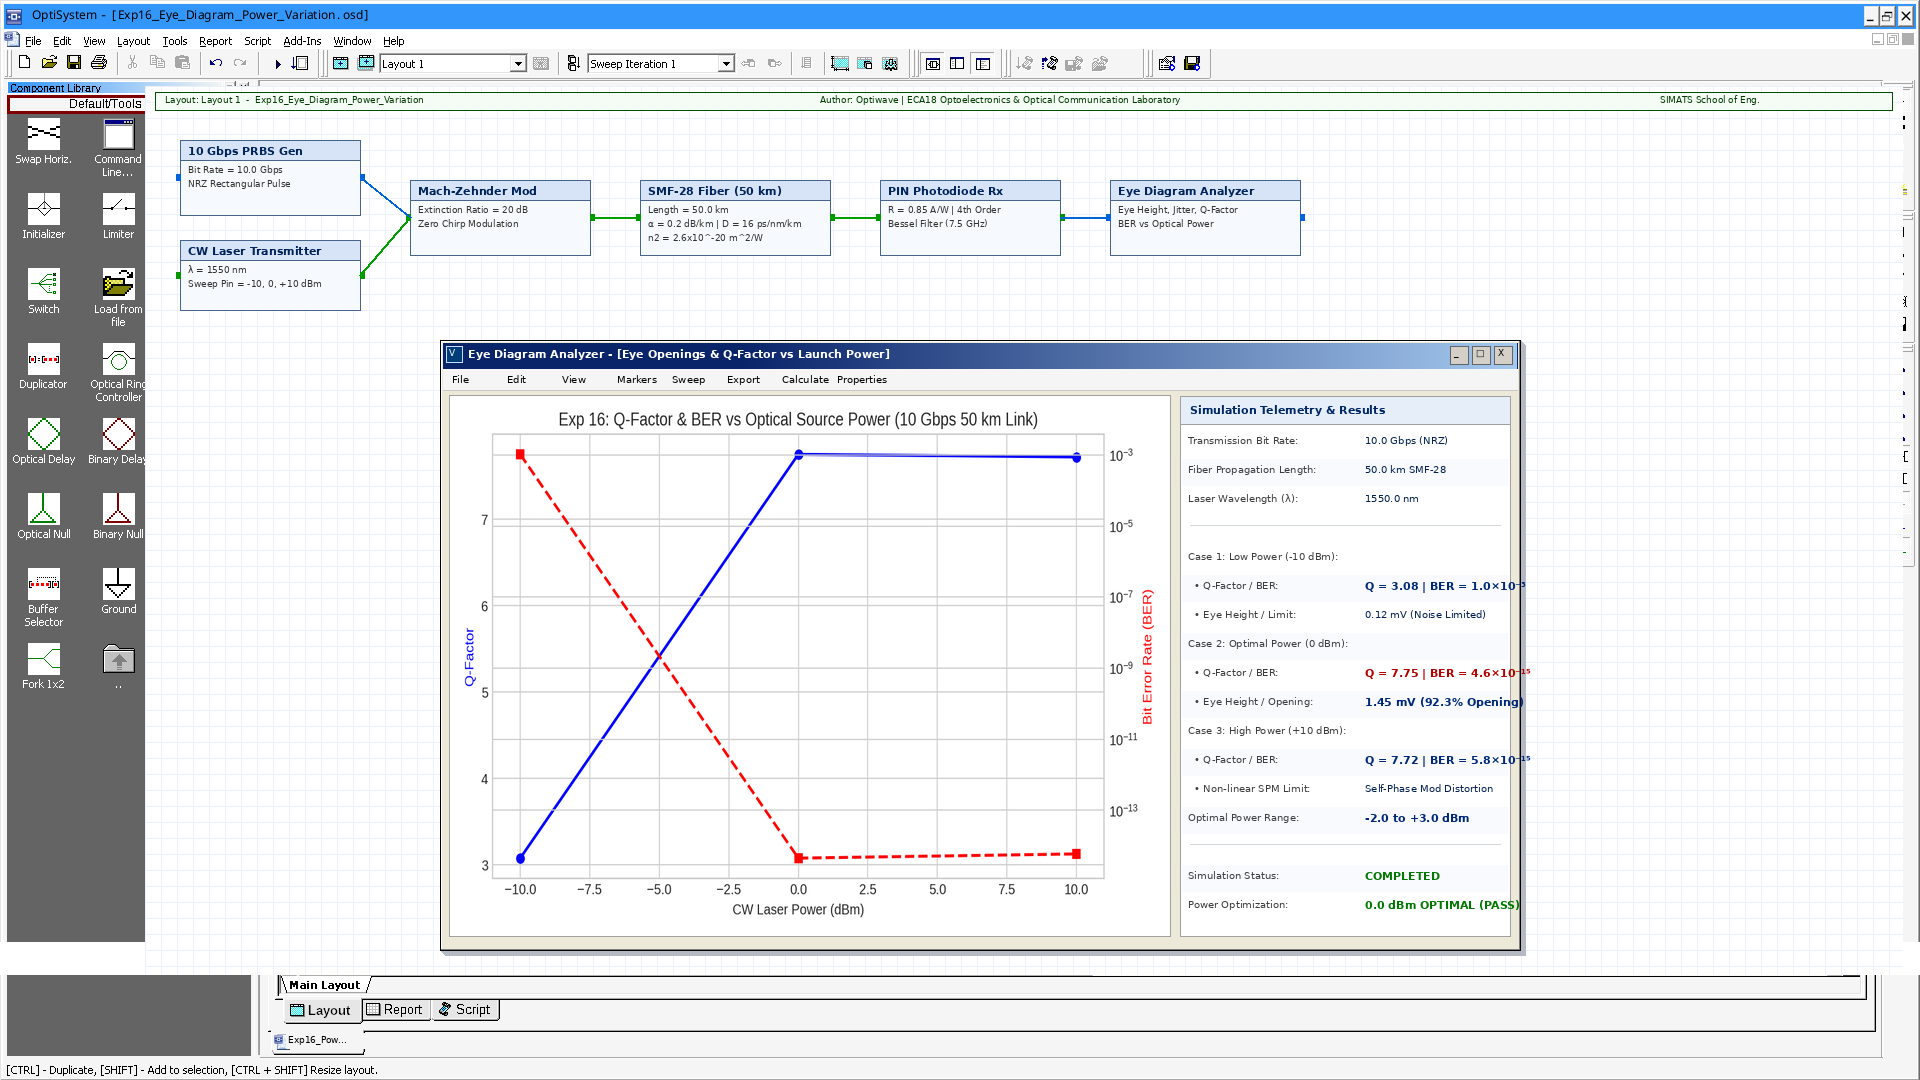 OptiSystem - [Exp16_Eye_Diagram_Power_Variation.osd]
File Edit View Layout Tools Report Script Add-Ins Window Help
Layout 1
Sweep Iteration 1
Component Library
Default/Tools
Swap Horiz.
Command Line...
Initializer
Limiter
Switch
Load from file
Duplicator
Optical Ring Controller
Optical Delay
Binary Delay
Optical Null
Binary Null
Buffer Selector
Ground
Fork 1x2
..
Layout: Layout 1 - Exp16_Eye_Diagram_Power_Variation
Author: Optiwave | ECA18 Optoelectronics & Optical Communication Laboratory
SIMATS School of Eng.
10 Gbps PRBS Gen
Bit Rate = 10.0 Gbps
NRZ Rectangular Pulse
CW Laser Transmitter
λ = 1550 nm
Sweep Pin = -10, 0, +10 dBm
Mach-Zehnder Mod
Extinction Ratio = 20 dB
Zero Chirp Modulation
SMF-28 Fiber (50 km)
Length = 50.0 km
α = 0.2 dB/km | D = 16 ps/nm/km
n2 = 2.6x10^-20 m^2/W
PIN Photodiode Rx
R = 0.85 A/W | 4th Order
Bessel Filter (7.5 GHz)
Eye Diagram Analyzer
Eye Height, Jitter, Q-Factor
BER vs Optical Power
V Eye Diagram Analyzer - [Eye Openings & Q-Factor vs Launch Power]
File Edit View Markers Sweep Export Calculate Properties
Exp 16: Q-Factor & BER vs Optical Source Power (10 Gbps 50 km Link)
Q-Factor
7
6
5
4
3
10⁻³
10⁻⁵
10⁻⁷
10⁻⁹
10⁻¹¹
10⁻¹³
Bit Error Rate (BER)
−10.0 −7.5 −5.0 −2.5 0.0 2.5 5.0 7.5 10.0
CW Laser Power (dBm)
Simulation Telemetry & Results
Transmission Bit Rate: 10.0 Gbps (NRZ)
Fiber Propagation Length: 50.0 km SMF-28
Laser Wavelength (λ): 1550.0 nm
Case 1: Low Power (-10 dBm):
• Q-Factor / BER: Q = 3.08 | BER = 1.0×10⁻³
• Eye Height / Limit: 0.12 mV (Noise Limited)
Case 2: Optimal Power (0 dBm):
• Q-Factor / BER: Q = 7.75 | BER = 4.6×10⁻¹⁵
• Eye Height / Opening: 1.45 mV (92.3% Opening)
Case 3: High Power (+10 dBm):
• Q-Factor / BER: Q = 7.72 | BER = 5.8×10⁻¹⁵
• Non-linear SPM Limit: Self-Phase Mod Distortion
Optimal Power Range: -2.0 to +3.0 dBm
Simulation Status: COMPLETED
Power Optimization: 0.0 dBm OPTIMAL (PASS)
Main Layout
Layout Report Script
Exp16_Pow...
[CTRL] - Duplicate, [SHIFT] - Add to selection, [CTRL + SHIFT] Resize layout.